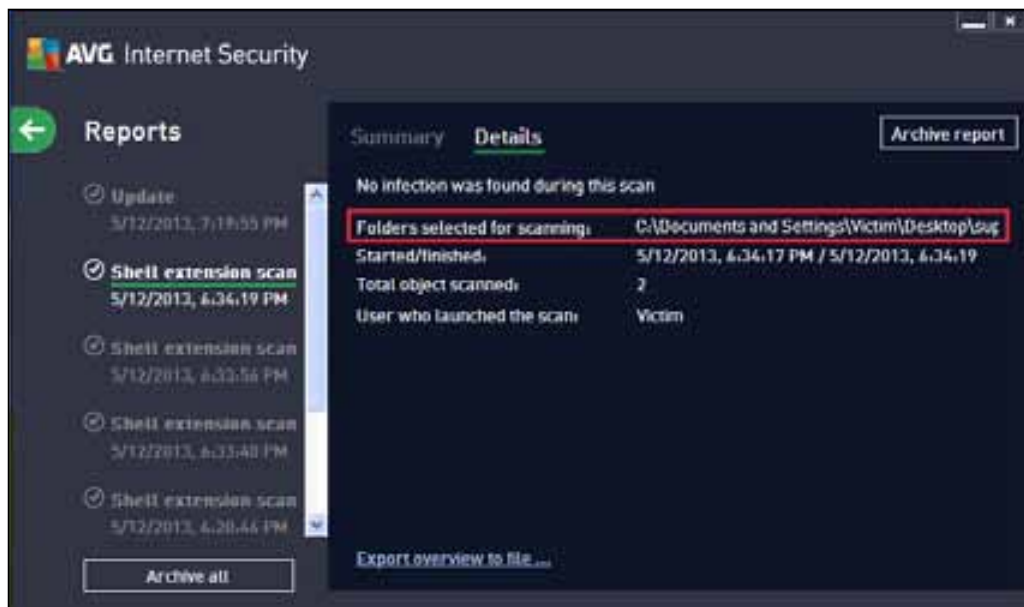 AVG Internet Security
Reports
Update
5/12/2013, 7:19:55 PM
Shell extension scan
5/12/2013, 6:34:19 PM
Shell extension scan
5/12/2013, 6:33:56 PM
Shell extension scan
5/12/2013, 6:33:40 PM
Shell extension scan
5/12/2013, 6:28:46 PM
Archive all
Summary
Details
Archive report
No infection was found during this scan
Folders selected for scanning: C:\Documents and Settings\Victim\Desktop\sup
Started/finished: 5/12/2013, 6:34:17 PM / 5/12/2013, 6:34:19
Total object scanned: 2
User who launched the scan: Victim
Export overview to file ...